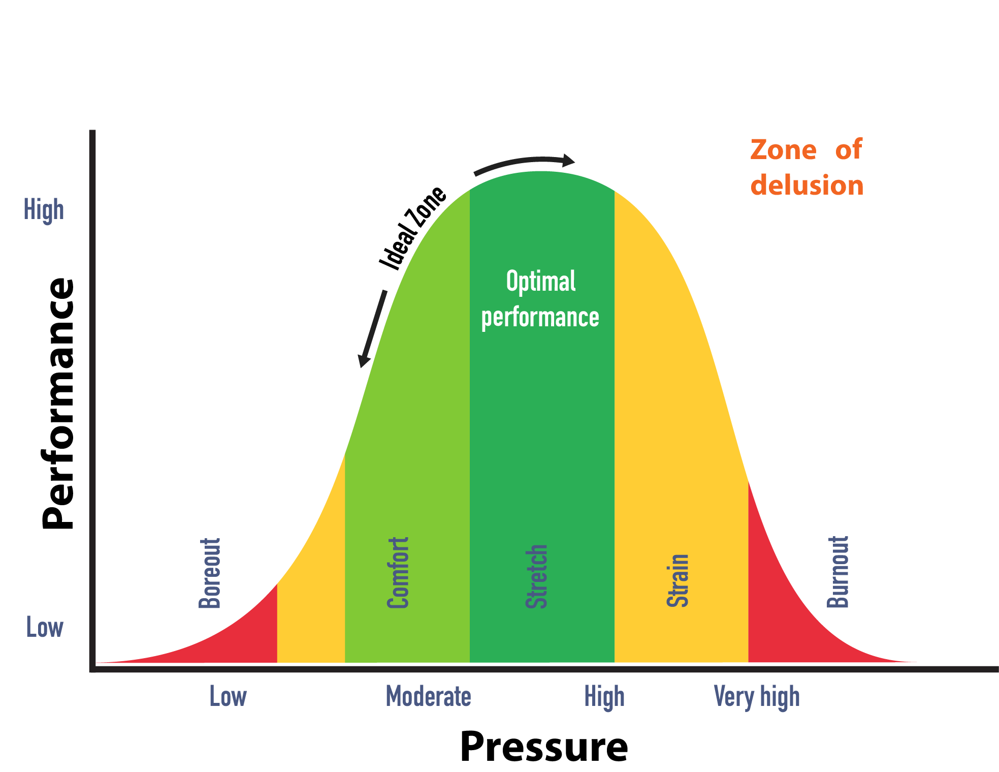 Zone of
delusion
High
Ideal Zone
Optimal
performance
Performance
Boreout
Comfort
Stretch
Strain
Burnout
Low
Low
Moderate
High
Very high
Pressure